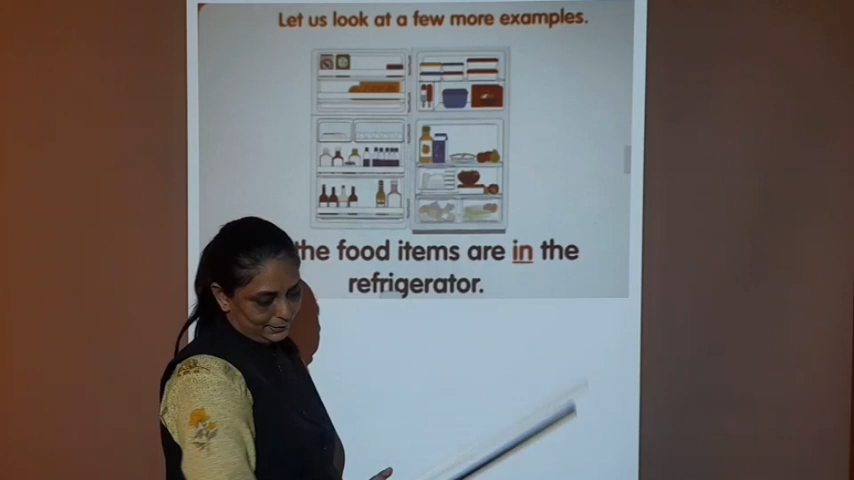 Let us look at a few more examples.
the food items are in the
refrigerator.